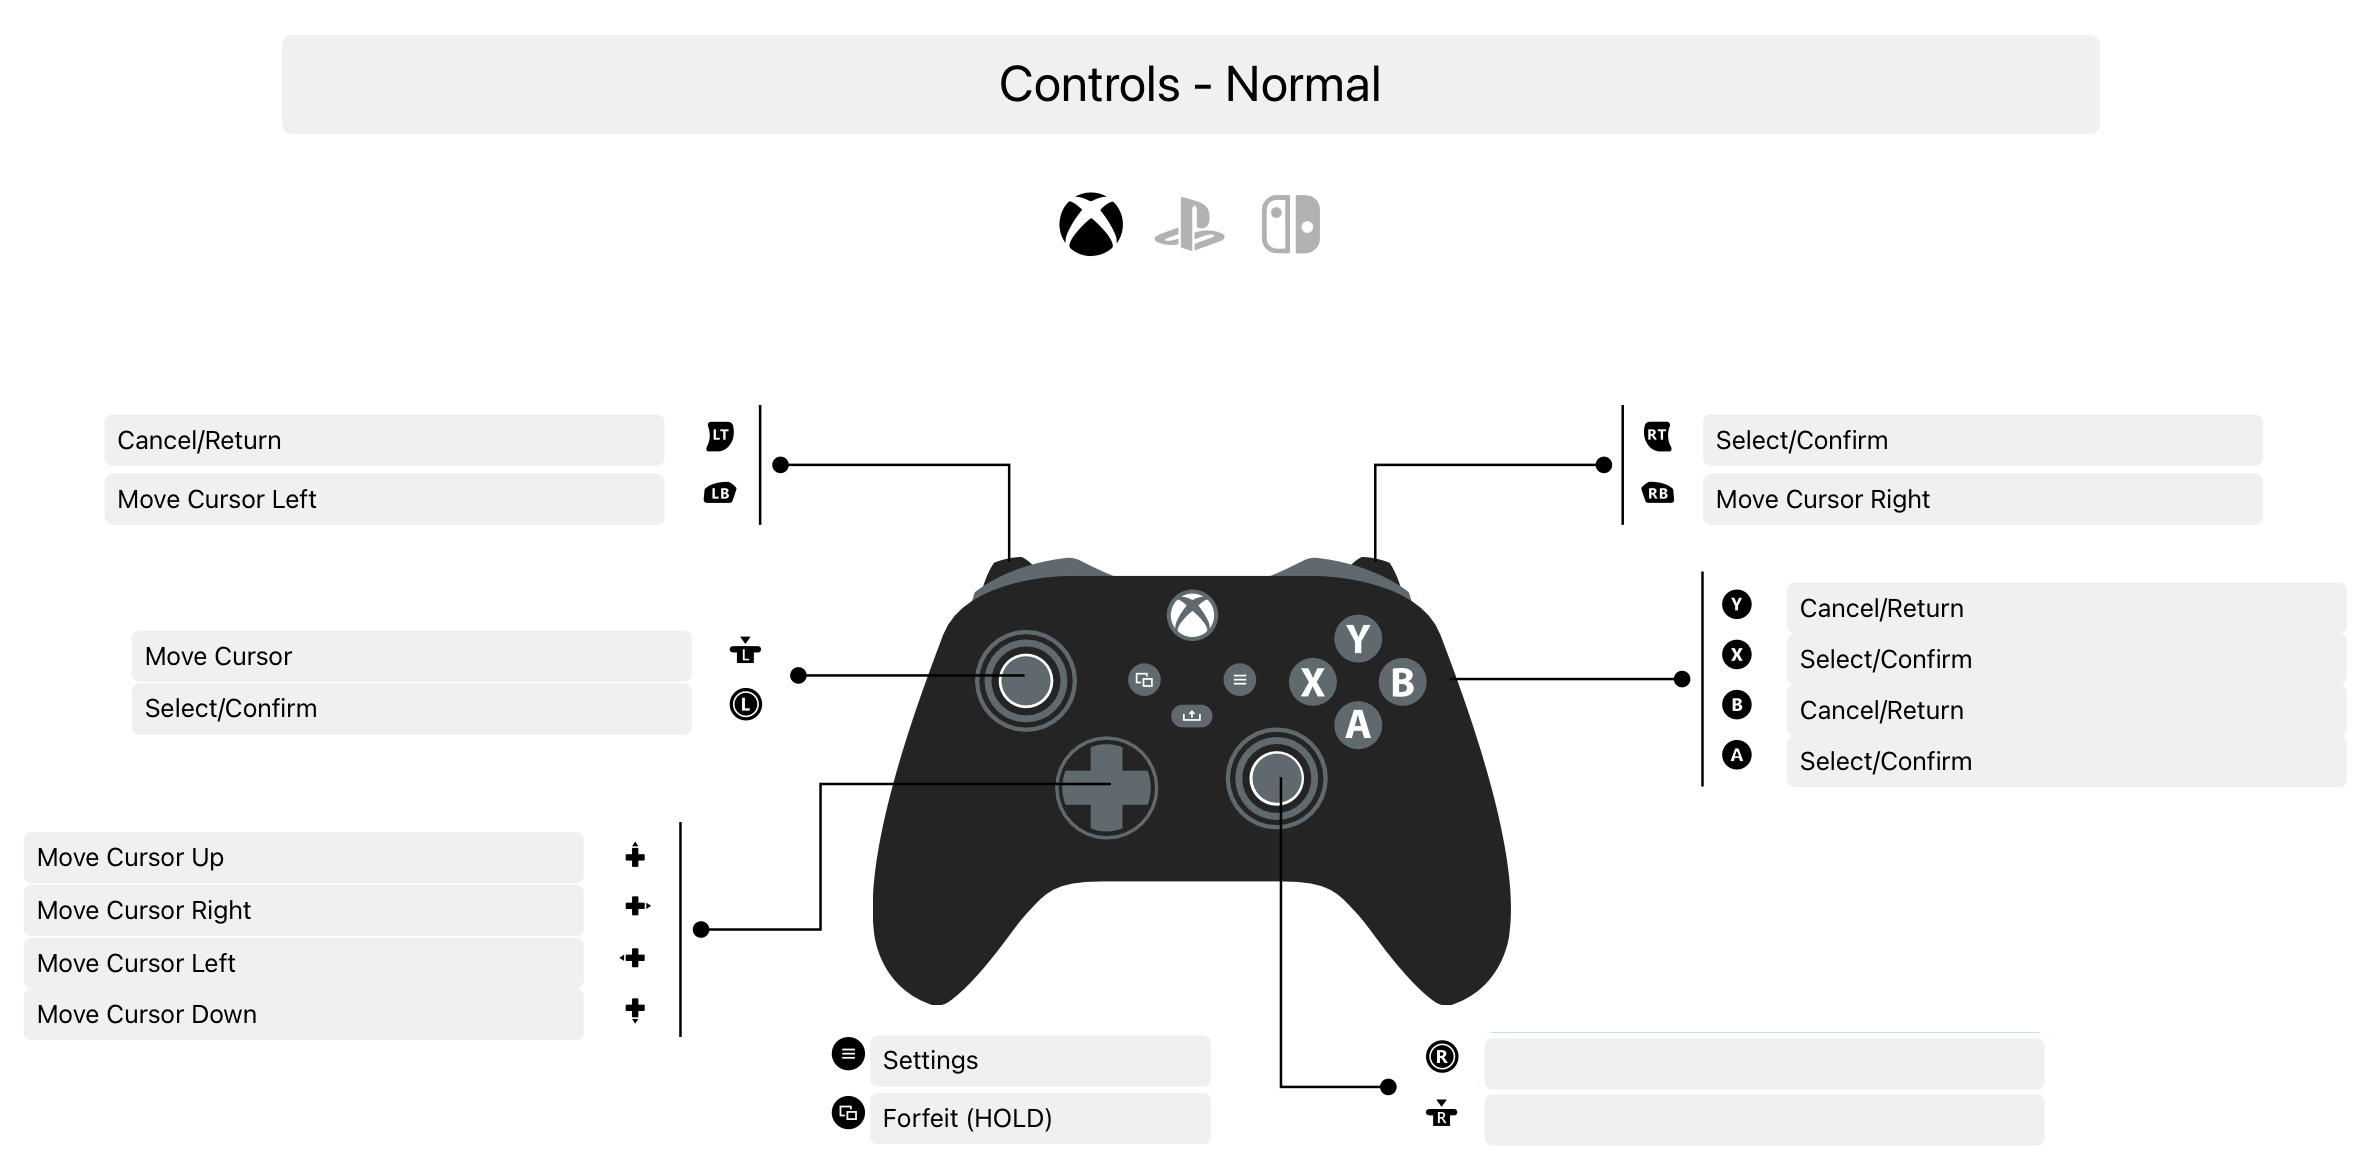 Controls - Normal
Cancel/Return LT
Move Cursor Left LB
RT Select/Confirm
RB Move Cursor Right
Move Cursor L
Select/Confirm L
Y
X B
A
Y Cancel/Return
X Select/Confirm
B Cancel/Return
A Select/Confirm
Move Cursor Up
Move Cursor Right
Move Cursor Left
Move Cursor Down
Settings
Forfeit (HOLD)
R
R